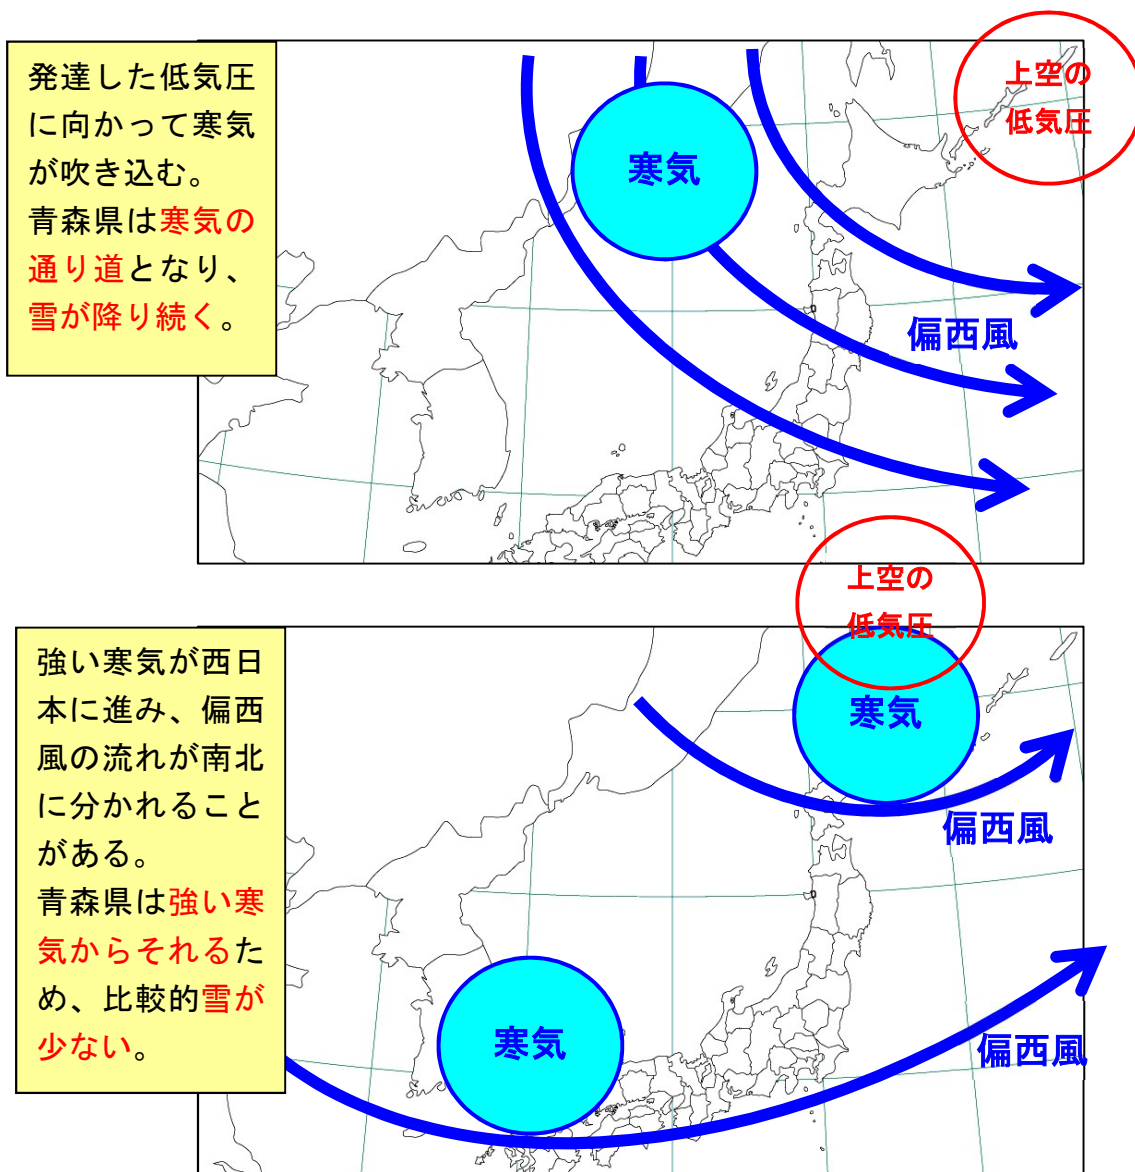 発達した低気圧
に向かって寒気
が吹き込む。
青森県は寒気の
通り道となり、
雪が降り続く。
寒気
上空の
低気圧
偏西風
上空の
低気圧
強い寒気が西日
本に進み、偏西
風の流れが南北
に分かれること
がある。
青森県は強い寒
気からそれるた
め、比較的雪が
少ない。
寒気
偏西風
寒気
偏西風